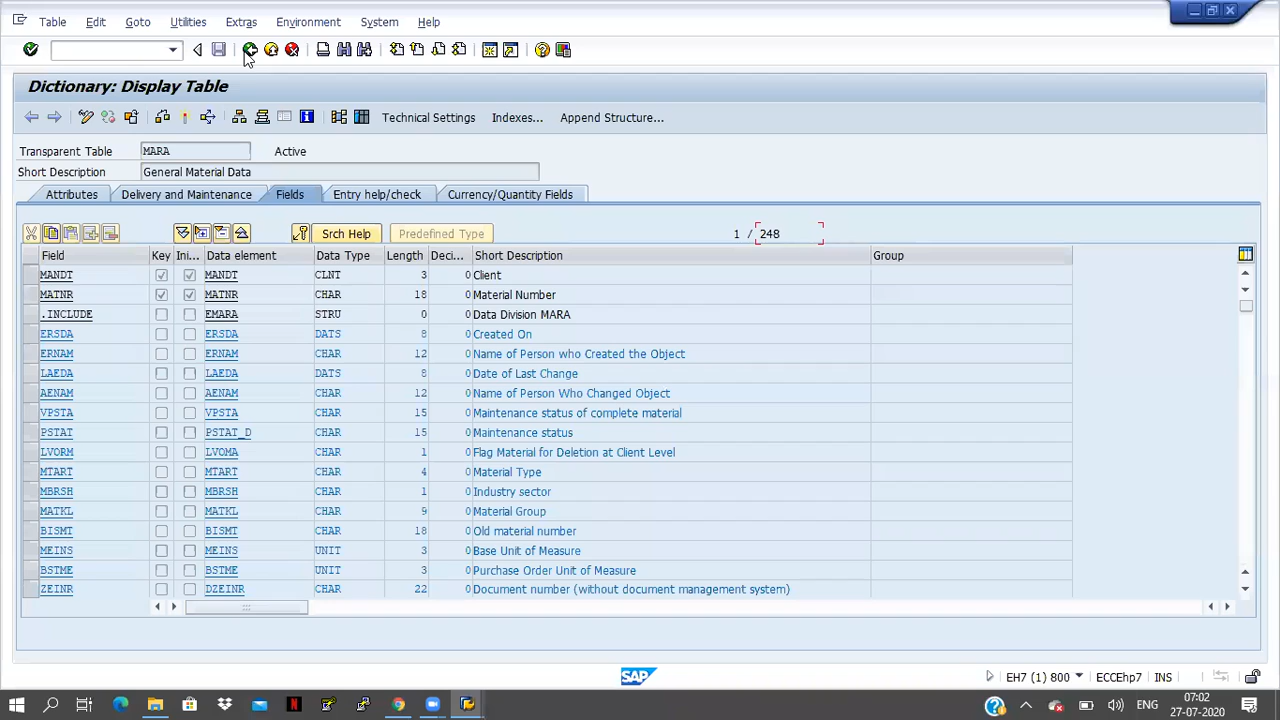 Table Edit Goto Utilities Extras Environment System Help
Dictionary: Display Table
Technical Settings Indexes... Append Structure...
Transparent Table MARA Active
Short Description General Material Data
Attributes Delivery and Maintenance Fields Entry help/check Currency/Quantity Fields
Srch Help Predefined Type 1 / 248
Field Key Ini... Data element Data Type Length Deci... Short Description Group
MANDT MANDT CLNT 3 0 Client
MATNR MATNR CHAR 18 0 Material Number
.INCLUDE EMARA STRU 0 0 Data Division MARA
ERSDA ERSDA DATS 8 0 Created On
ERNAM ERNAM CHAR 12 0 Name of Person who Created the Object
LAEDA LAEDA DATS 8 0 Date of Last Change
AENAM AENAM CHAR 12 0 Name of Person Who Changed Object
VPSTA VPSTA CHAR 15 0 Maintenance status of complete material
PSTAT PSTAT_D CHAR 15 0 Maintenance status
LVORM LVOMA CHAR 1 0 Flag Material for Deletion at Client Level
MTART MTART CHAR 4 0 Material Type
MBRSH MBRSH CHAR 1 0 Industry sector
MATKL MATKL CHAR 9 0 Material Group
BISMT BISMT CHAR 18 0 Old material number
MEINS MEINS UNIT 3 0 Base Unit of Measure
BSTME BSTME UNIT 3 0 Purchase Order Unit of Measure
ZEINR DZEINR CHAR 22 0 Document number (without document management system)
SAP
EH7 (1) 800 ECCEhp7 INS
ENG
07:02
27-07-2020